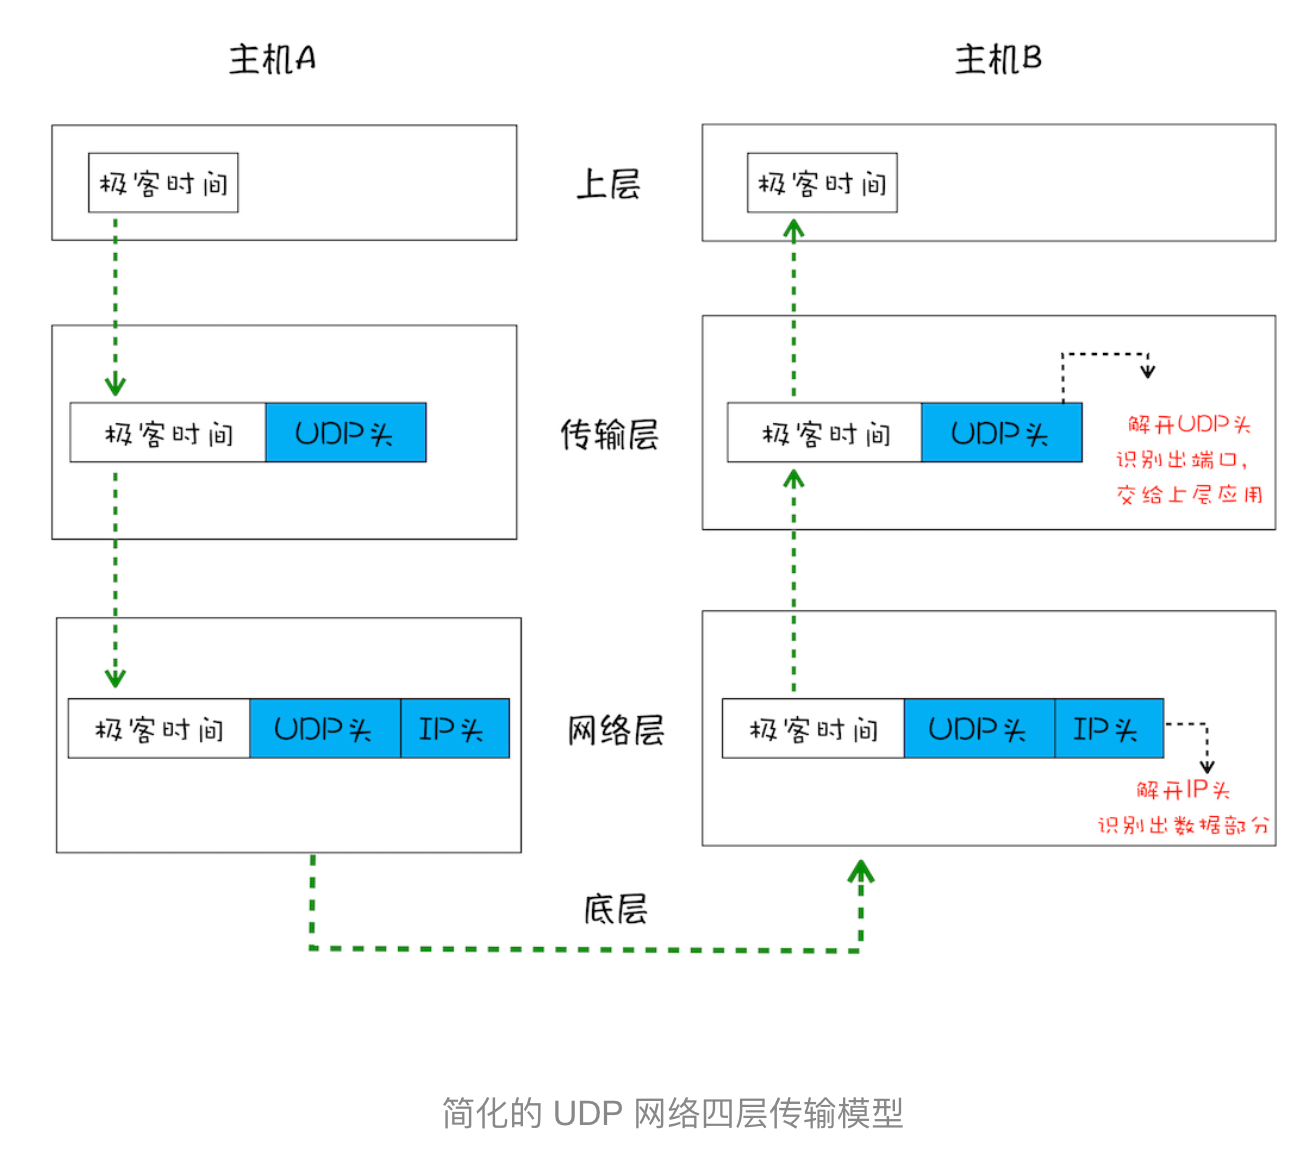 主机A
主机B
极客时间
上层
极客时间
极客时间
UDP头
传输层
极客时间
UDP头
解开UDP头
识别出端口,
交给上层应用
极客时间
UDP头
IP头
网络层
极客时间
UDP头
IP头
解开IP头
识别出数据部分
底层
简化的 UDP 网络四层传输模型